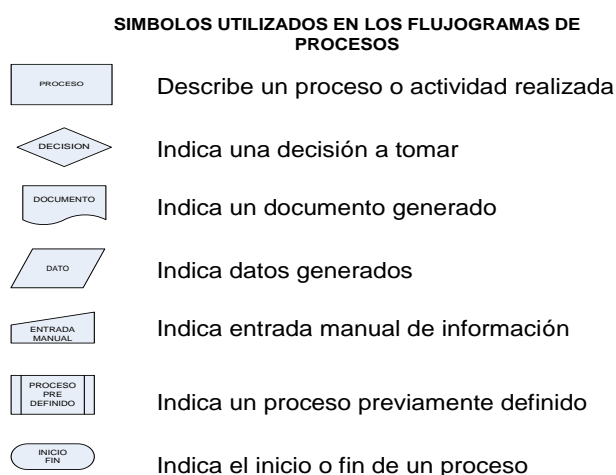 SIMBOLOS UTILIZADOS EN LOS FLUJOGRAMAS DE
PROCESOS
PROCESO
Describe un proceso o actividad realizada
DECISION
Indica una decisión a tomar
DOCUMENTO
Indica un documento generado
DATO
Indica datos generados
ENTRADA
MANUAL
Indica entrada manual de información
PROCESO
PRE
DEFINIDO
Indica un proceso previamente definido
INICIO
FIN
Indica el inicio o fin de un proceso